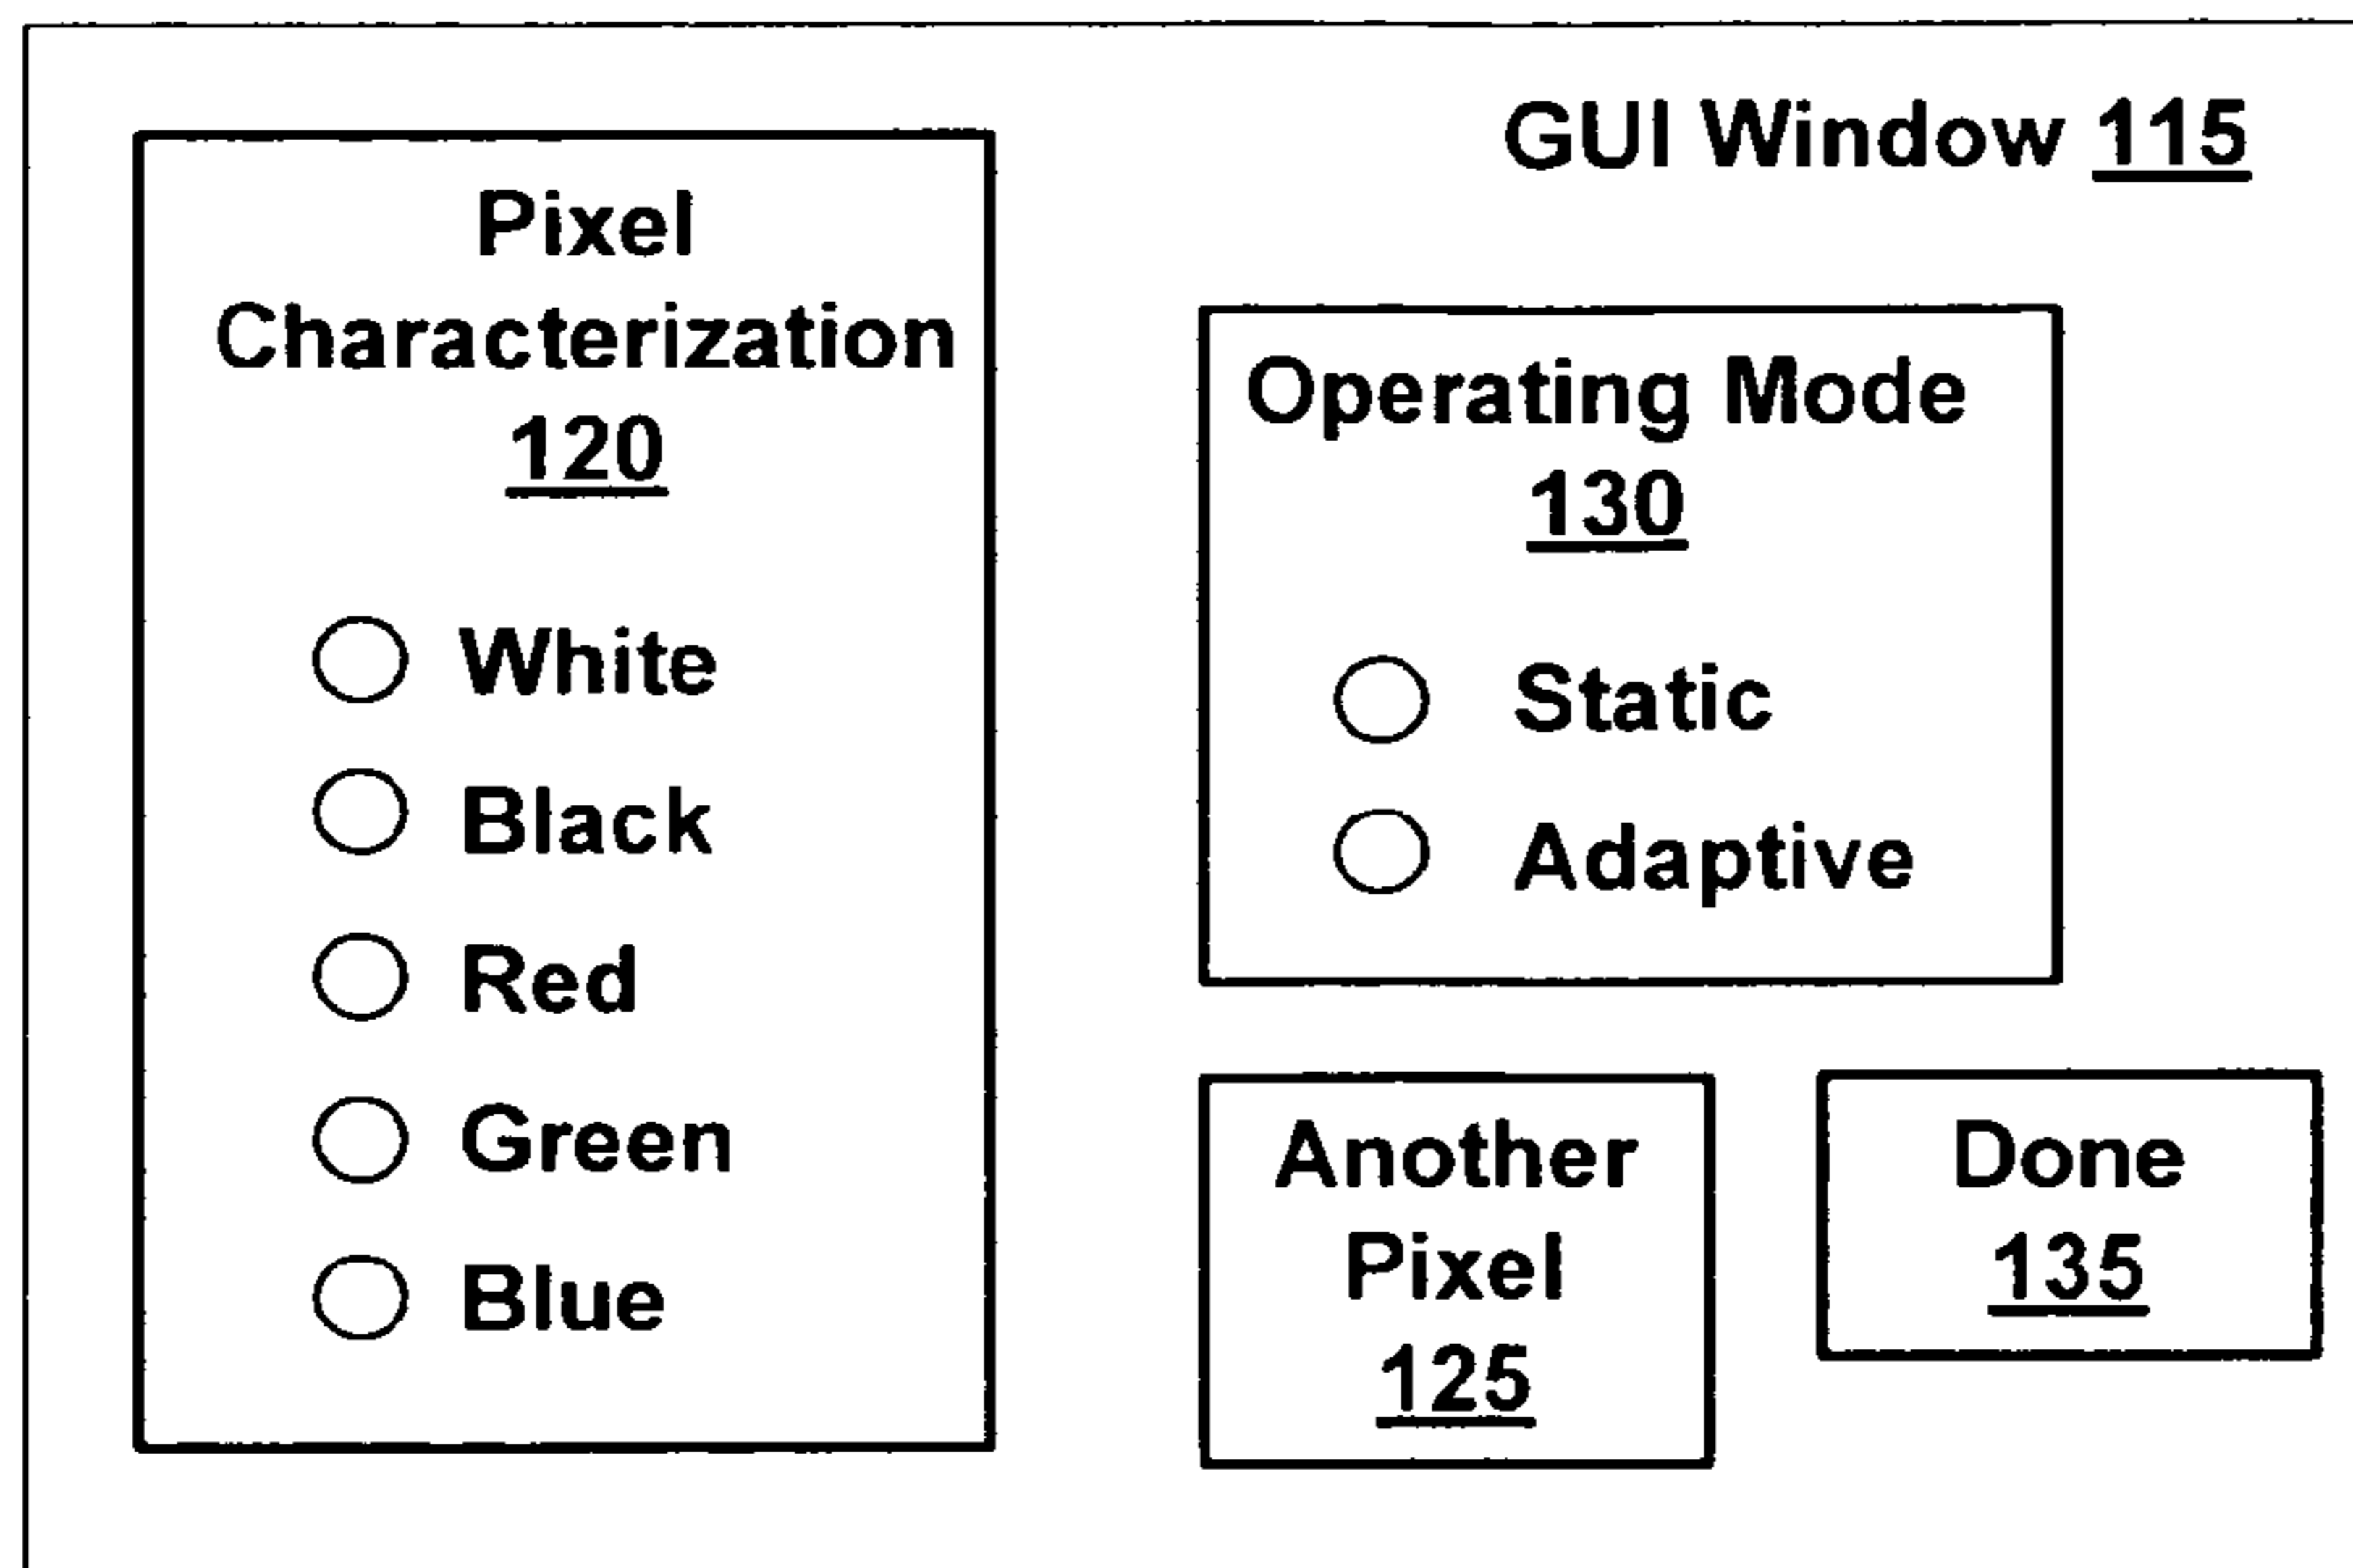 GUI Window 115
Pixel
Characterization
120
White
Black
Red
Green
Blue
Operating Mode
130
Static
Adaptive
Another
Pixel
125
Done
135